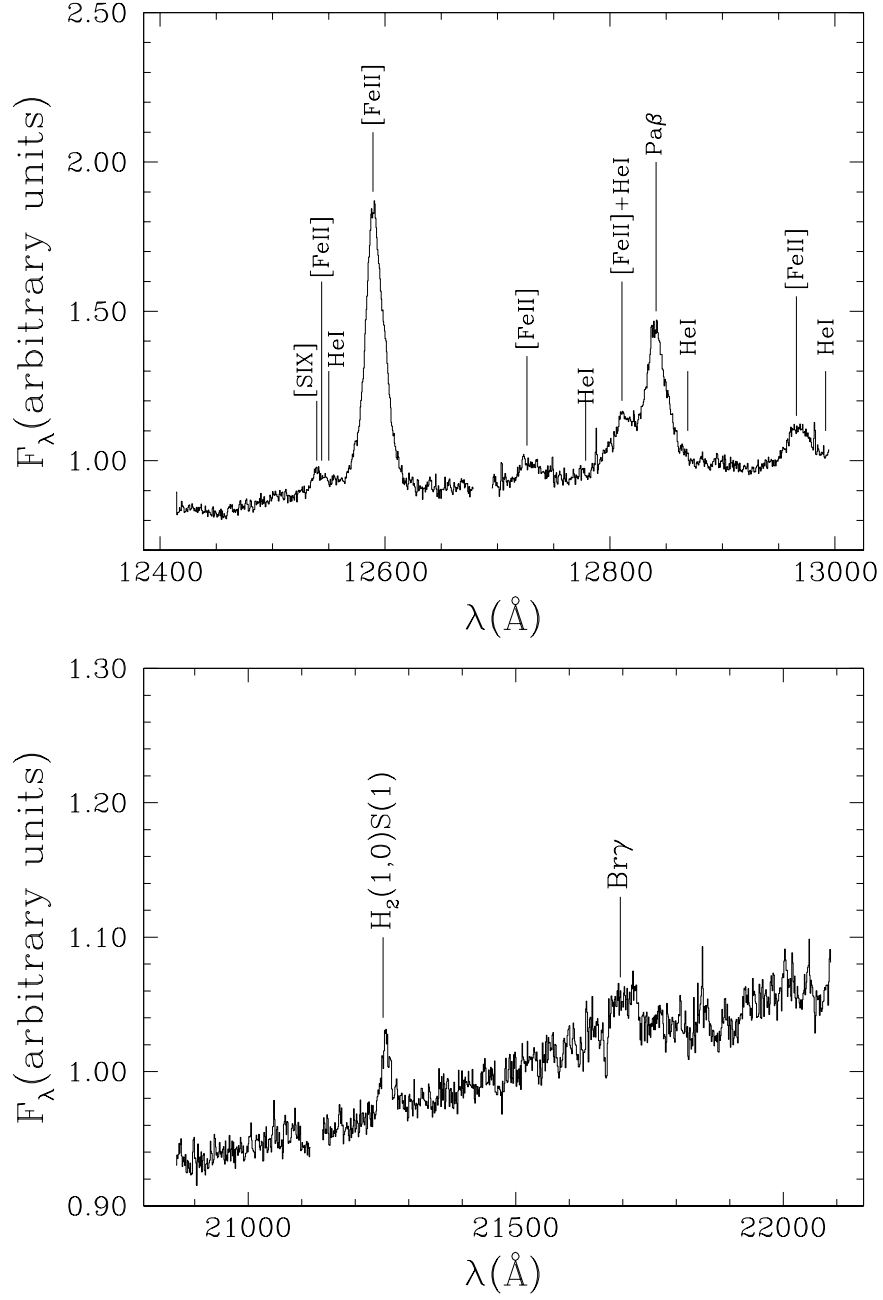 2.50
2.00
1.50
1.00
F_λ(arbitrary units)
[SIX]
[FeII]
HeI
[FeII]
[FeII]
HeI
[FeII]+HeI
Paβ
HeI
[FeII]
HeI
12400 12600 12800 13000
λ(Å)
1.30
1.20
1.10
1.00
0.90
F_λ(arbitrary units)
H₂(1,0)S(1)
Brγ
21000 21500 22000
λ(Å)